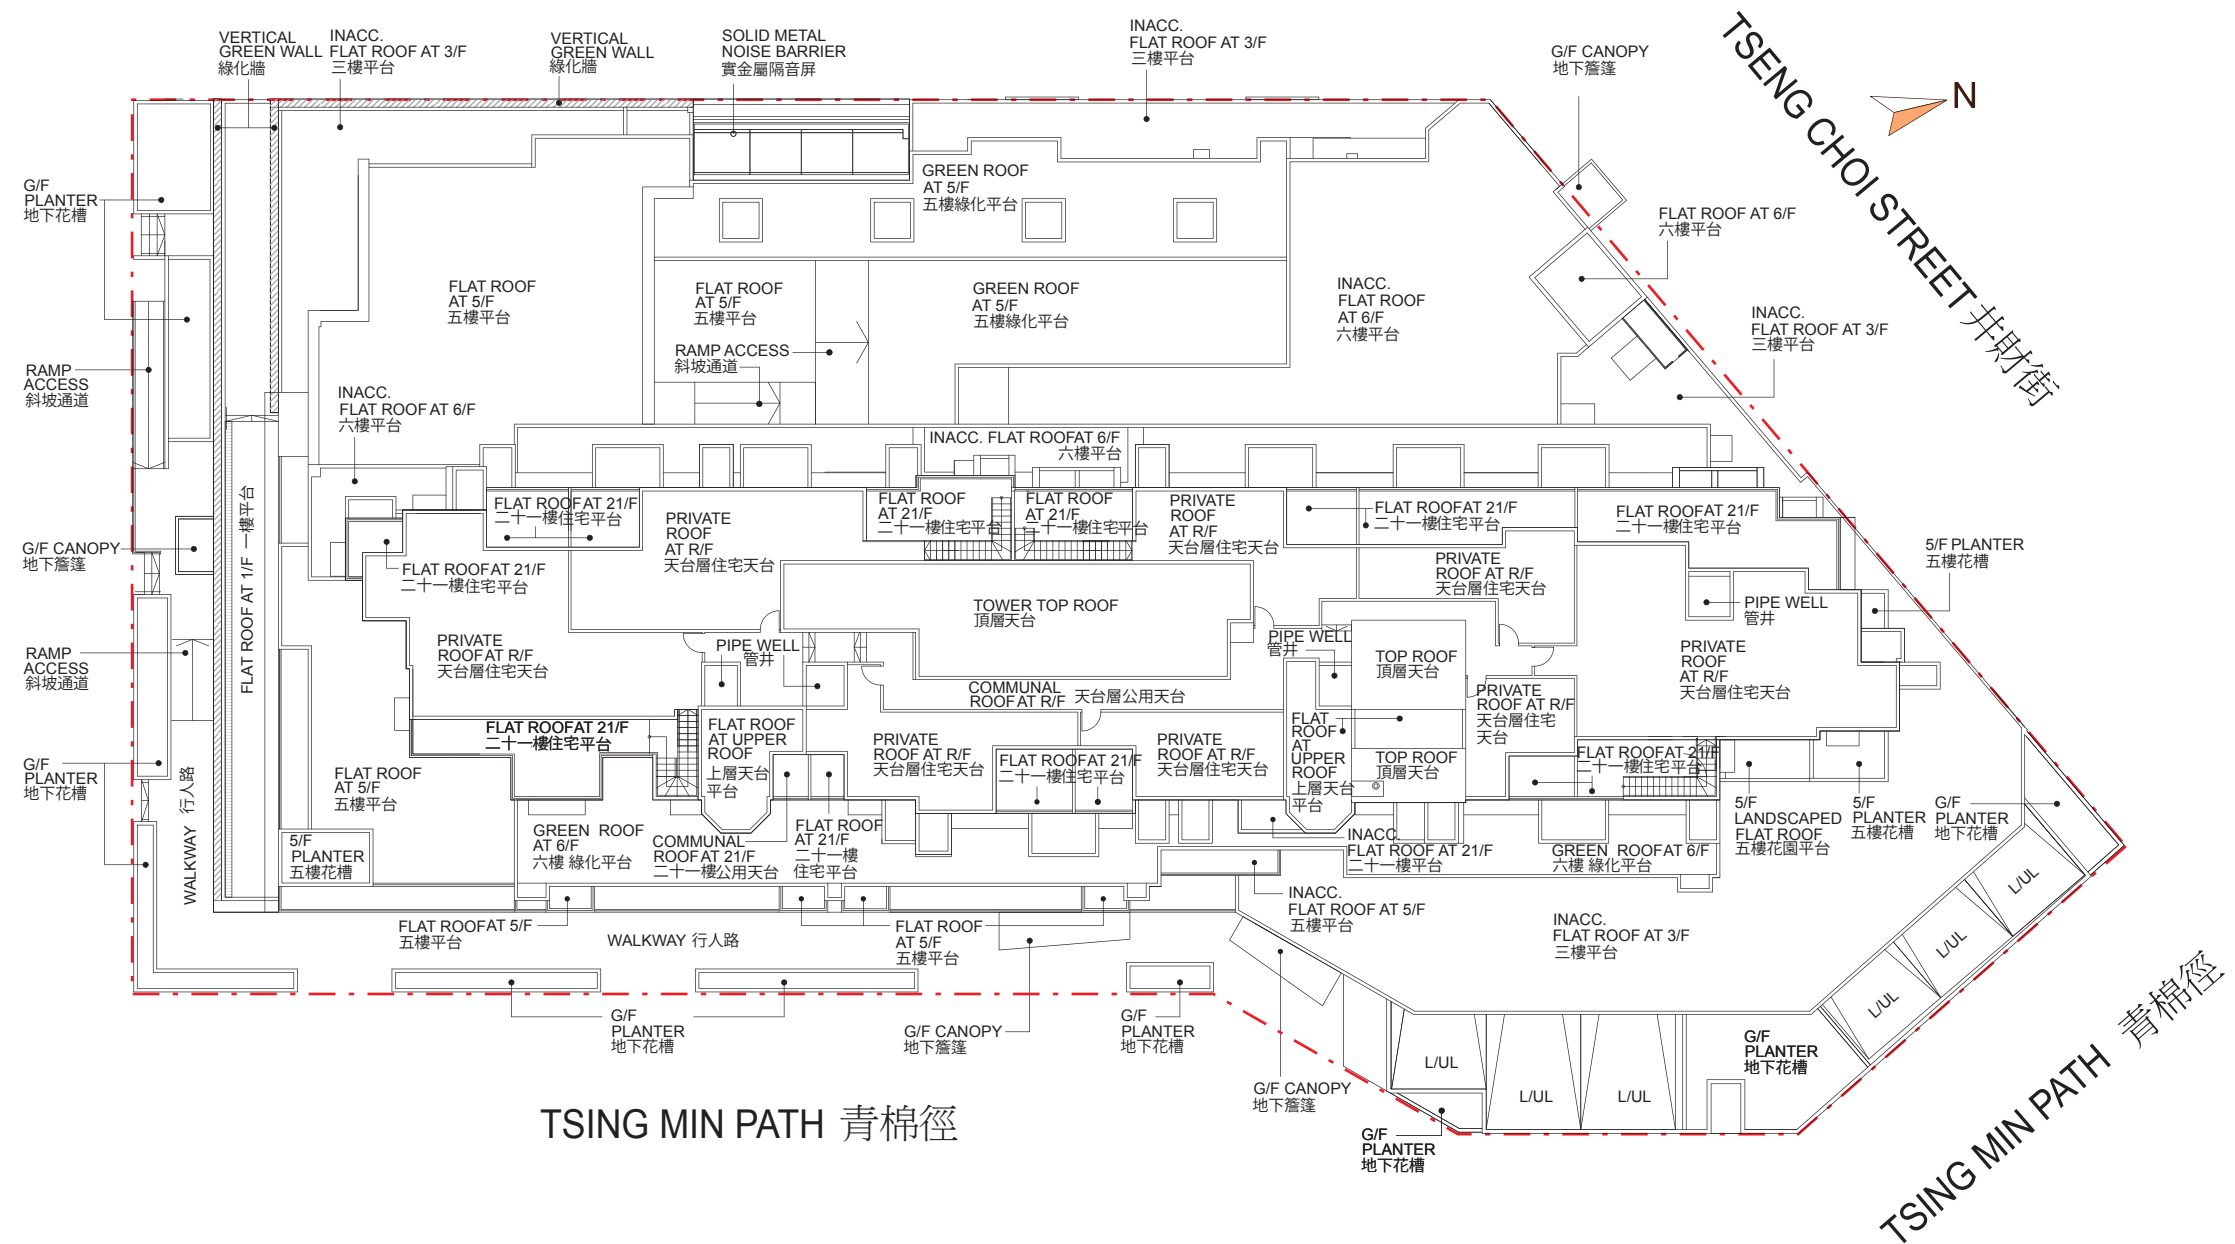 VERTICAL
GREEN WALL
綠化牆
INACC.
FLAT ROOF AT 3/F
三樓平台
VERTICAL
GREEN WALL
綠化牆
SOLID METAL
NOISE BARRIER
實金屬隔音屏
INACC.
FLAT ROOF AT 3/F
三樓平台
G/F CANOPY
地下簷篷
TSENG CHOI STREET 井財街
N
G/F
PLANTER
地下花槽
GREEN ROOF
AT 5/F
五樓綠化平台
FLAT ROOF AT 6/F
六樓平台
FLAT ROOF
AT 5/F
五樓平台
FLAT ROOF
AT 5/F
五樓平台
GREEN ROOF
AT 5/F
五樓綠化平台
INACC.
FLAT ROOF
AT 6/F
六樓平台
INACC.
FLAT ROOF AT 3/F
三樓平台
RAMP ACCESS
斜坡通道
RAMP
ACCESS
斜坡通道
INACC.
FLAT ROOF AT 6/F
六樓平台
INACC. FLAT ROOF AT 6/F
六樓平台
FLAT ROOF AT 1/F 一樓平台
FLAT ROOF AT 21/F
二十一樓住宅平台
PRIVATE
ROOF
AT R/F
天台層住宅天台
FLAT ROOF
AT 21/F
二十一樓住宅平台
FLAT ROOF
AT 21/F
二十一樓住宅平台
PRIVATE
ROOF
AT R/F
天台層住宅天台
FLAT ROOF AT 21/F
二十一樓住宅平台
FLAT ROOF AT 21/F
二十一樓住宅平台
G/F CANOPY
地下簷篷
FLAT ROOF AT 21/F
二十一樓住宅平台
PRIVATE
ROOF AT R/F
天台層住宅天台
5/F PLANTER
五樓花槽
TOWER TOP ROOF
頂層天台
PIPE WELL
管井
RAMP
ACCESS
斜坡通道
PRIVATE
ROOF AT R/F
天台層住宅天台
PIPE WELL
管井
PIPE WELL
管井
TOP ROOF
頂層天台
PRIVATE
ROOF
AT R/F
天台層住宅天台
COMMUNAL
ROOF AT R/F
天台層公用天台
PRIVATE
ROOF AT R/F
天台層住宅
天台
FLAT ROOF AT 21/F
二十一樓住宅平台
FLAT ROOF
AT UPPER
ROOF
上層天台
平台
PRIVATE
ROOF AT R/F
天台層住宅天台
FLAT ROOF AT 21/F
二十一樓住宅平台
PRIVATE
ROOF AT R/F
天台層住宅天台
FLAT
ROOF
AT
UPPER
ROOF
上層天台
平台
TOP ROOF
頂層天台
FLAT ROOF AT 21/F
二十一樓住宅平台
G/F
PLANTER
地下花槽
WALKWAY 行人路
FLAT ROOF
AT 5/F
五樓平台
5/F
PLANTER
五樓花槽
GREEN ROOF
AT 6/F
六樓 綠化平台
COMMUNAL
ROOF AT 21/F
二十一樓公用天台
FLAT ROOF
AT 21/F
二十一樓
住宅平台
INACC.
FLAT ROOF AT 21/F
二十一樓平台
GREEN ROOF AT 6/F
六樓 綠化平台
5/F
LANDSCAPED
FLAT ROOF
五樓花園平台
5/F
PLANTER
五樓花槽
G/F
PLANTER
地下花槽
FLAT ROOF AT 5/F
五樓平台
WALKWAY 行人路
FLAT ROOF
AT 5/F
五樓平台
INACC.
FLAT ROOF AT 5/F
五樓平台
INACC.
FLAT ROOF AT 3/F
三樓平台
L/UL
L/UL
L/UL
G/F
PLANTER
地下花槽
G/F CANOPY
地下簷篷
G/F
PLANTER
地下花槽
G/F CANOPY
地下簷篷
L/UL
L/UL
L/UL
G/F
PLANTER
地下花槽
G/F
PLANTER
地下花槽
TSING MIN PATH 青棉徑
TSING MIN PATH 青棉徑